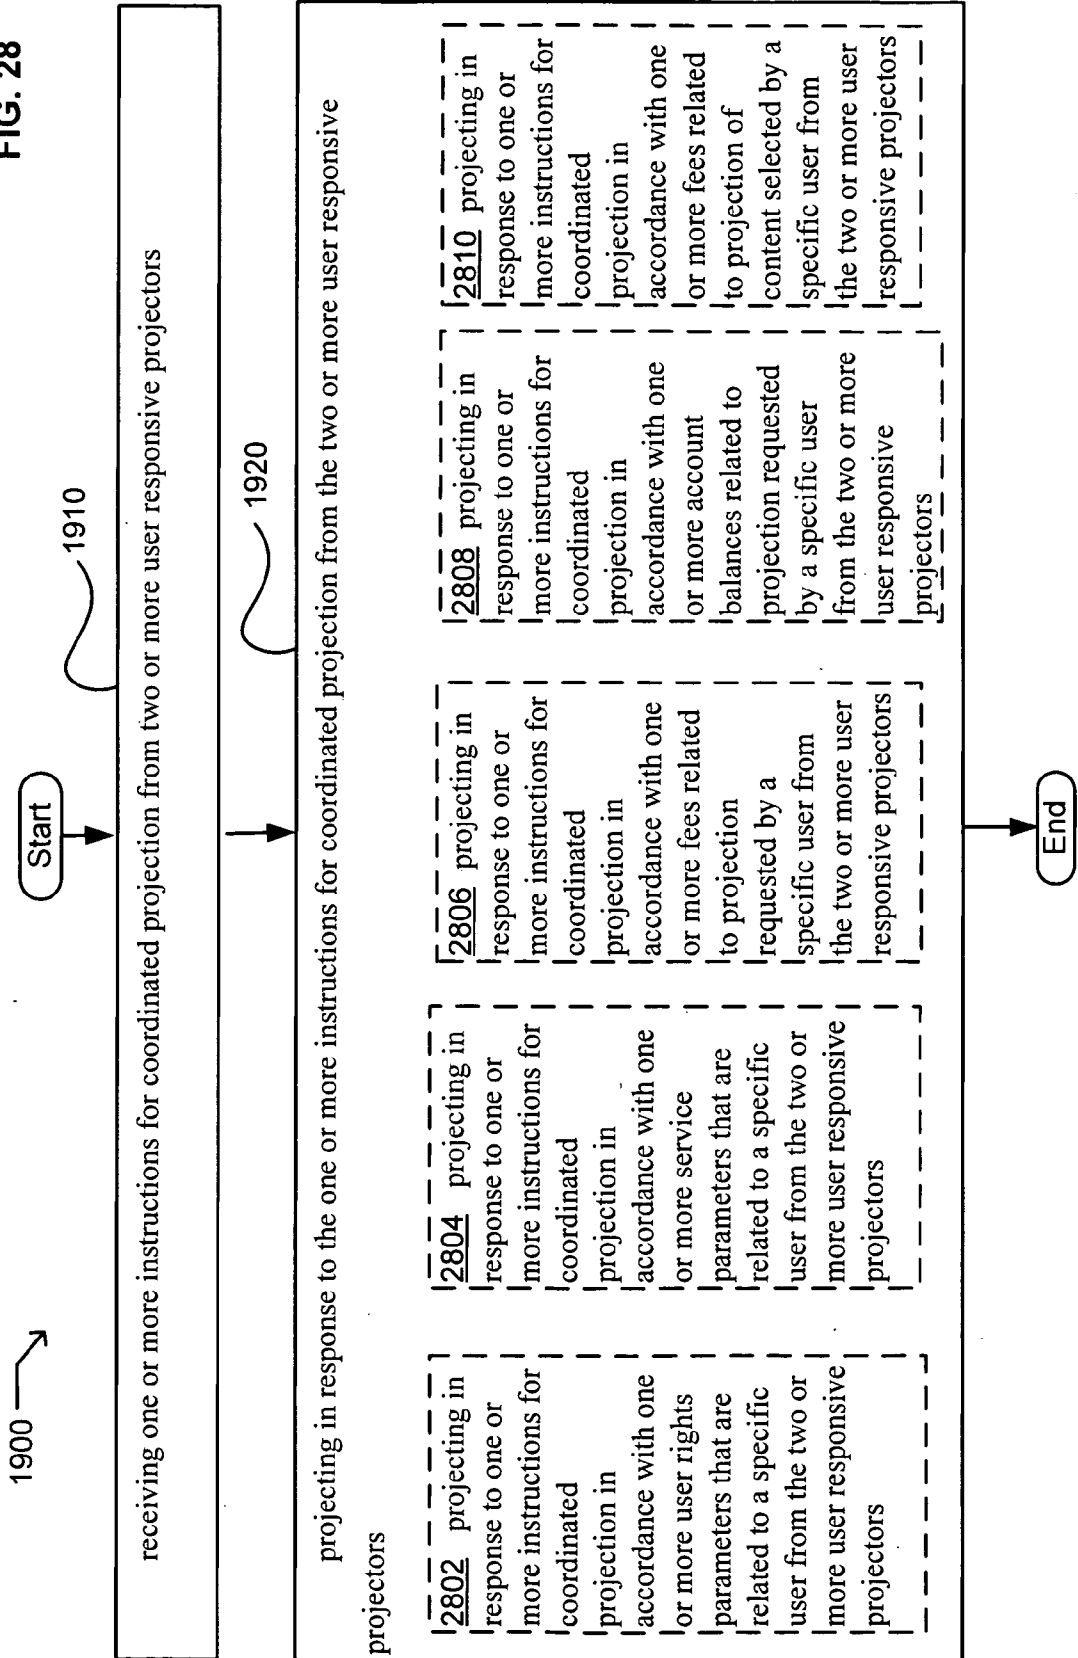 FIG. 28
1900
Start
1910
receiving one or more instructions for coordinated projection from two or more user responsive projectors
1920
projecting in response to the one or more instructions for coordinated projection from the two or more user responsive
projectors
2802 projecting in
response to one or
more instructions for
coordinated
projection in
accordance with one
or more user rights
parameters that are
related to a specific
user from the two or
more user responsive
projectors
2804 projecting in
response to one or
more instructions for
coordinated
projection in
accordance with one
or more service
parameters that are
related to a specific
user from the two or
more user responsive
projectors
2806 projecting in
response to one or
more instructions for
coordinated
projection in
accordance with one
or more fees related
to projection
requested by a
specific user from
the two or more user
responsive projectors
2808 projecting in
response to one or
more instructions for
coordinated
projection in
accordance with one
or more account
balances related to
projection requested
by a specific user
from the two or more
user responsive
projectors
2810 projecting in
response to one or
more instructions for
coordinated
projection in
accordance with one
or more fees related
to projection of
content selected by a
specific user from
the two or more user
responsive projectors
End